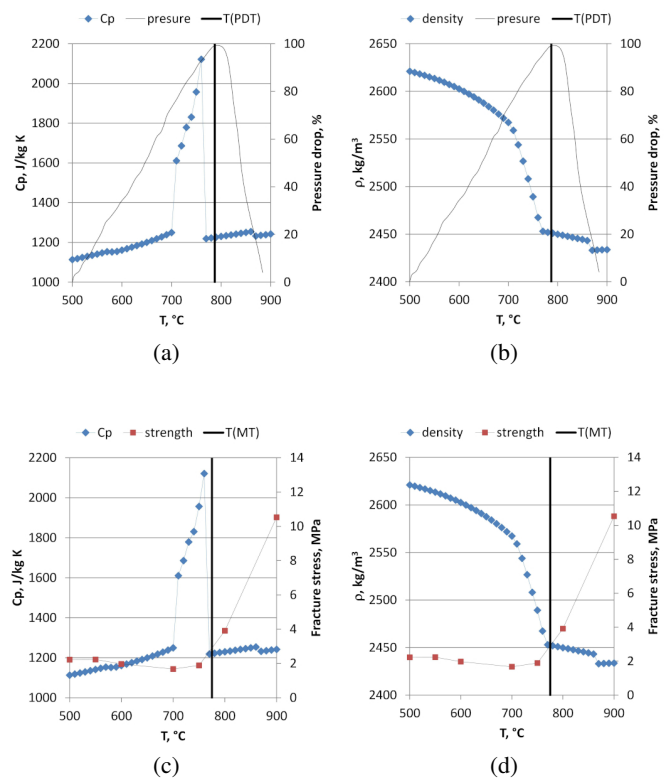 Cp presure T(PDT)
2200
2000
1800
1600
1400
1200
1000
Cp, J/kg K
100
80
60
40
20
0
Pressure drop, %
500 600 700 800 900
T, °C
(a)
density presure T(PDT)
2650
2600
2550
2500
2450
2400
ρ, kg/m³
100
80
60
40
20
0
Pressure drop, %
500 600 700 800 900
T, °C
(b)
Cp strength T(MT)
2200
2000
1800
1600
1400
1200
1000
Cp, J/kg K
14
12
10
8
6
4
2
0
Fracture stress, MPa
500 600 700 800 900
T, °C
(c)
density strength T(MT)
2650
2600
2550
2500
2450
2400
ρ, kg/m³
14
12
10
8
6
4
2
0
Fracture stress, MPa
500 600 700 800 900
T, °C
(d)